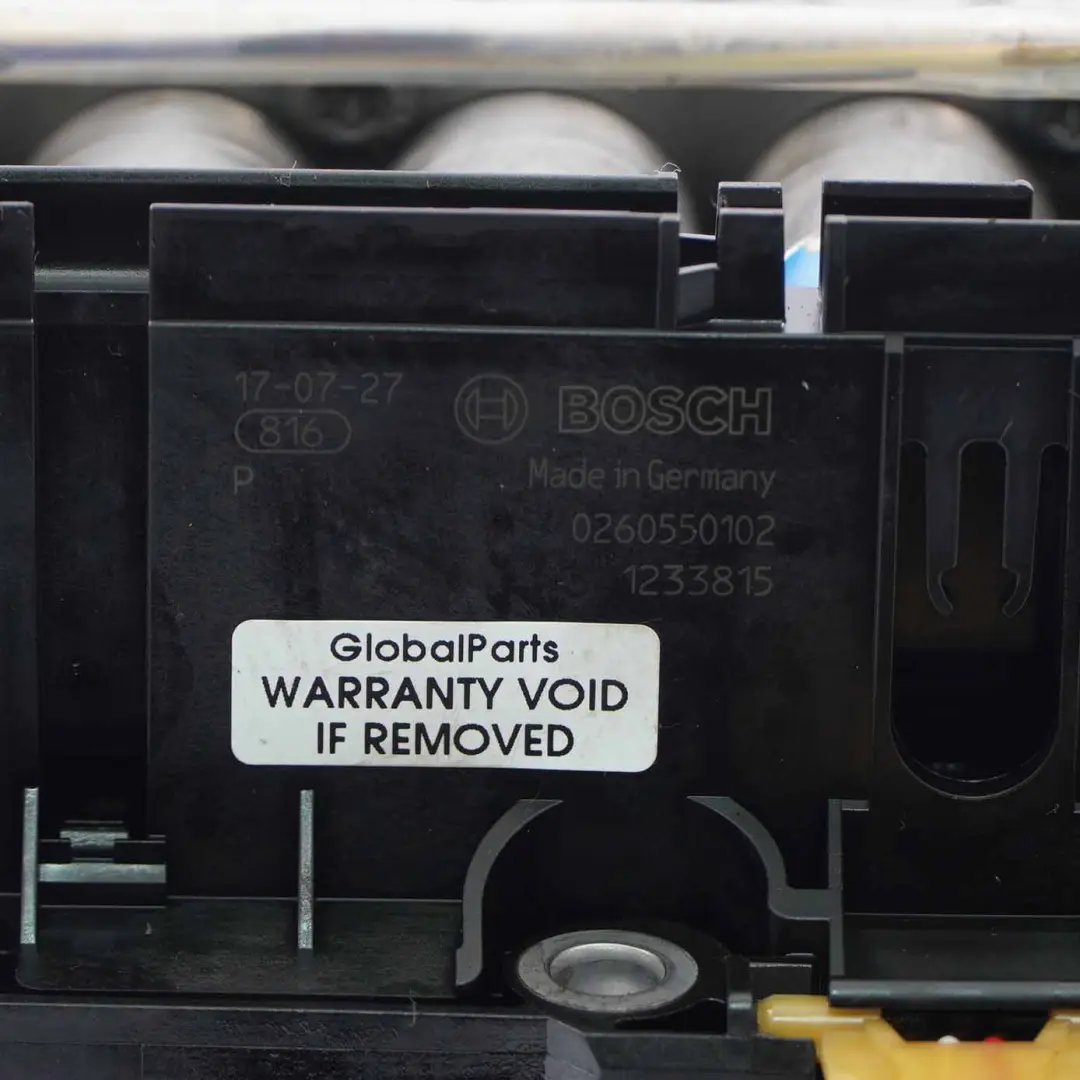 17-07-27
816
P
BOSCH
Made in Germany
0260550102
1233815
GlobalParts
WARRANTY VOID
IF REMOVED